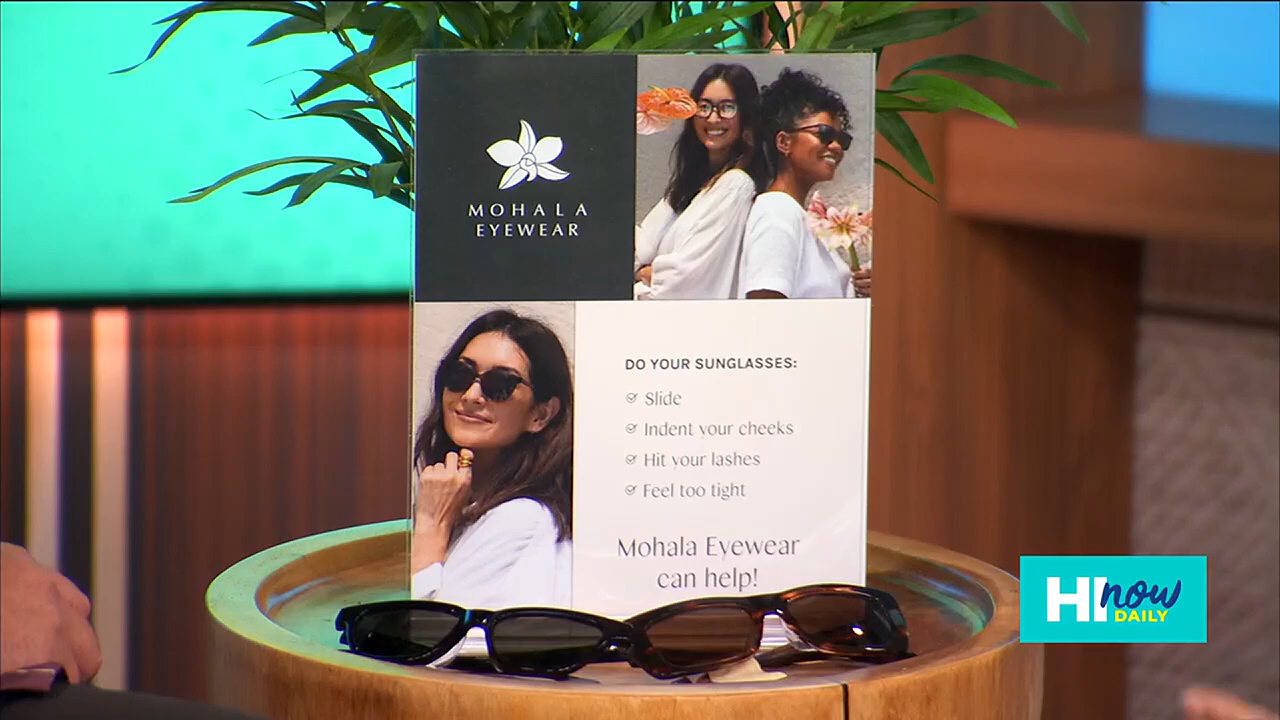 MOHALA
EYEWEAR
DO YOUR SUNGLASSES:
Slide
Indent your cheeks
Hit your lashes
Feel too tight
Mohala Eyewear
can help!
HI now
DAILY